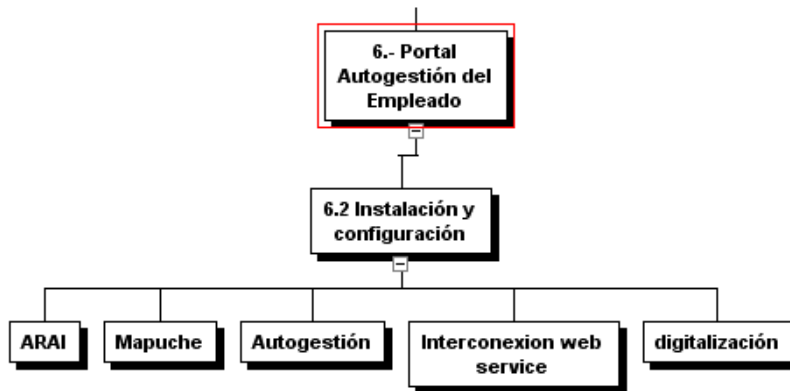 6.- Portal
Autogestión del
Empleado
6.2 Instalación y
configuración
ARAI
Mapuche
Autogestión
Interconexion web
service
digitalización